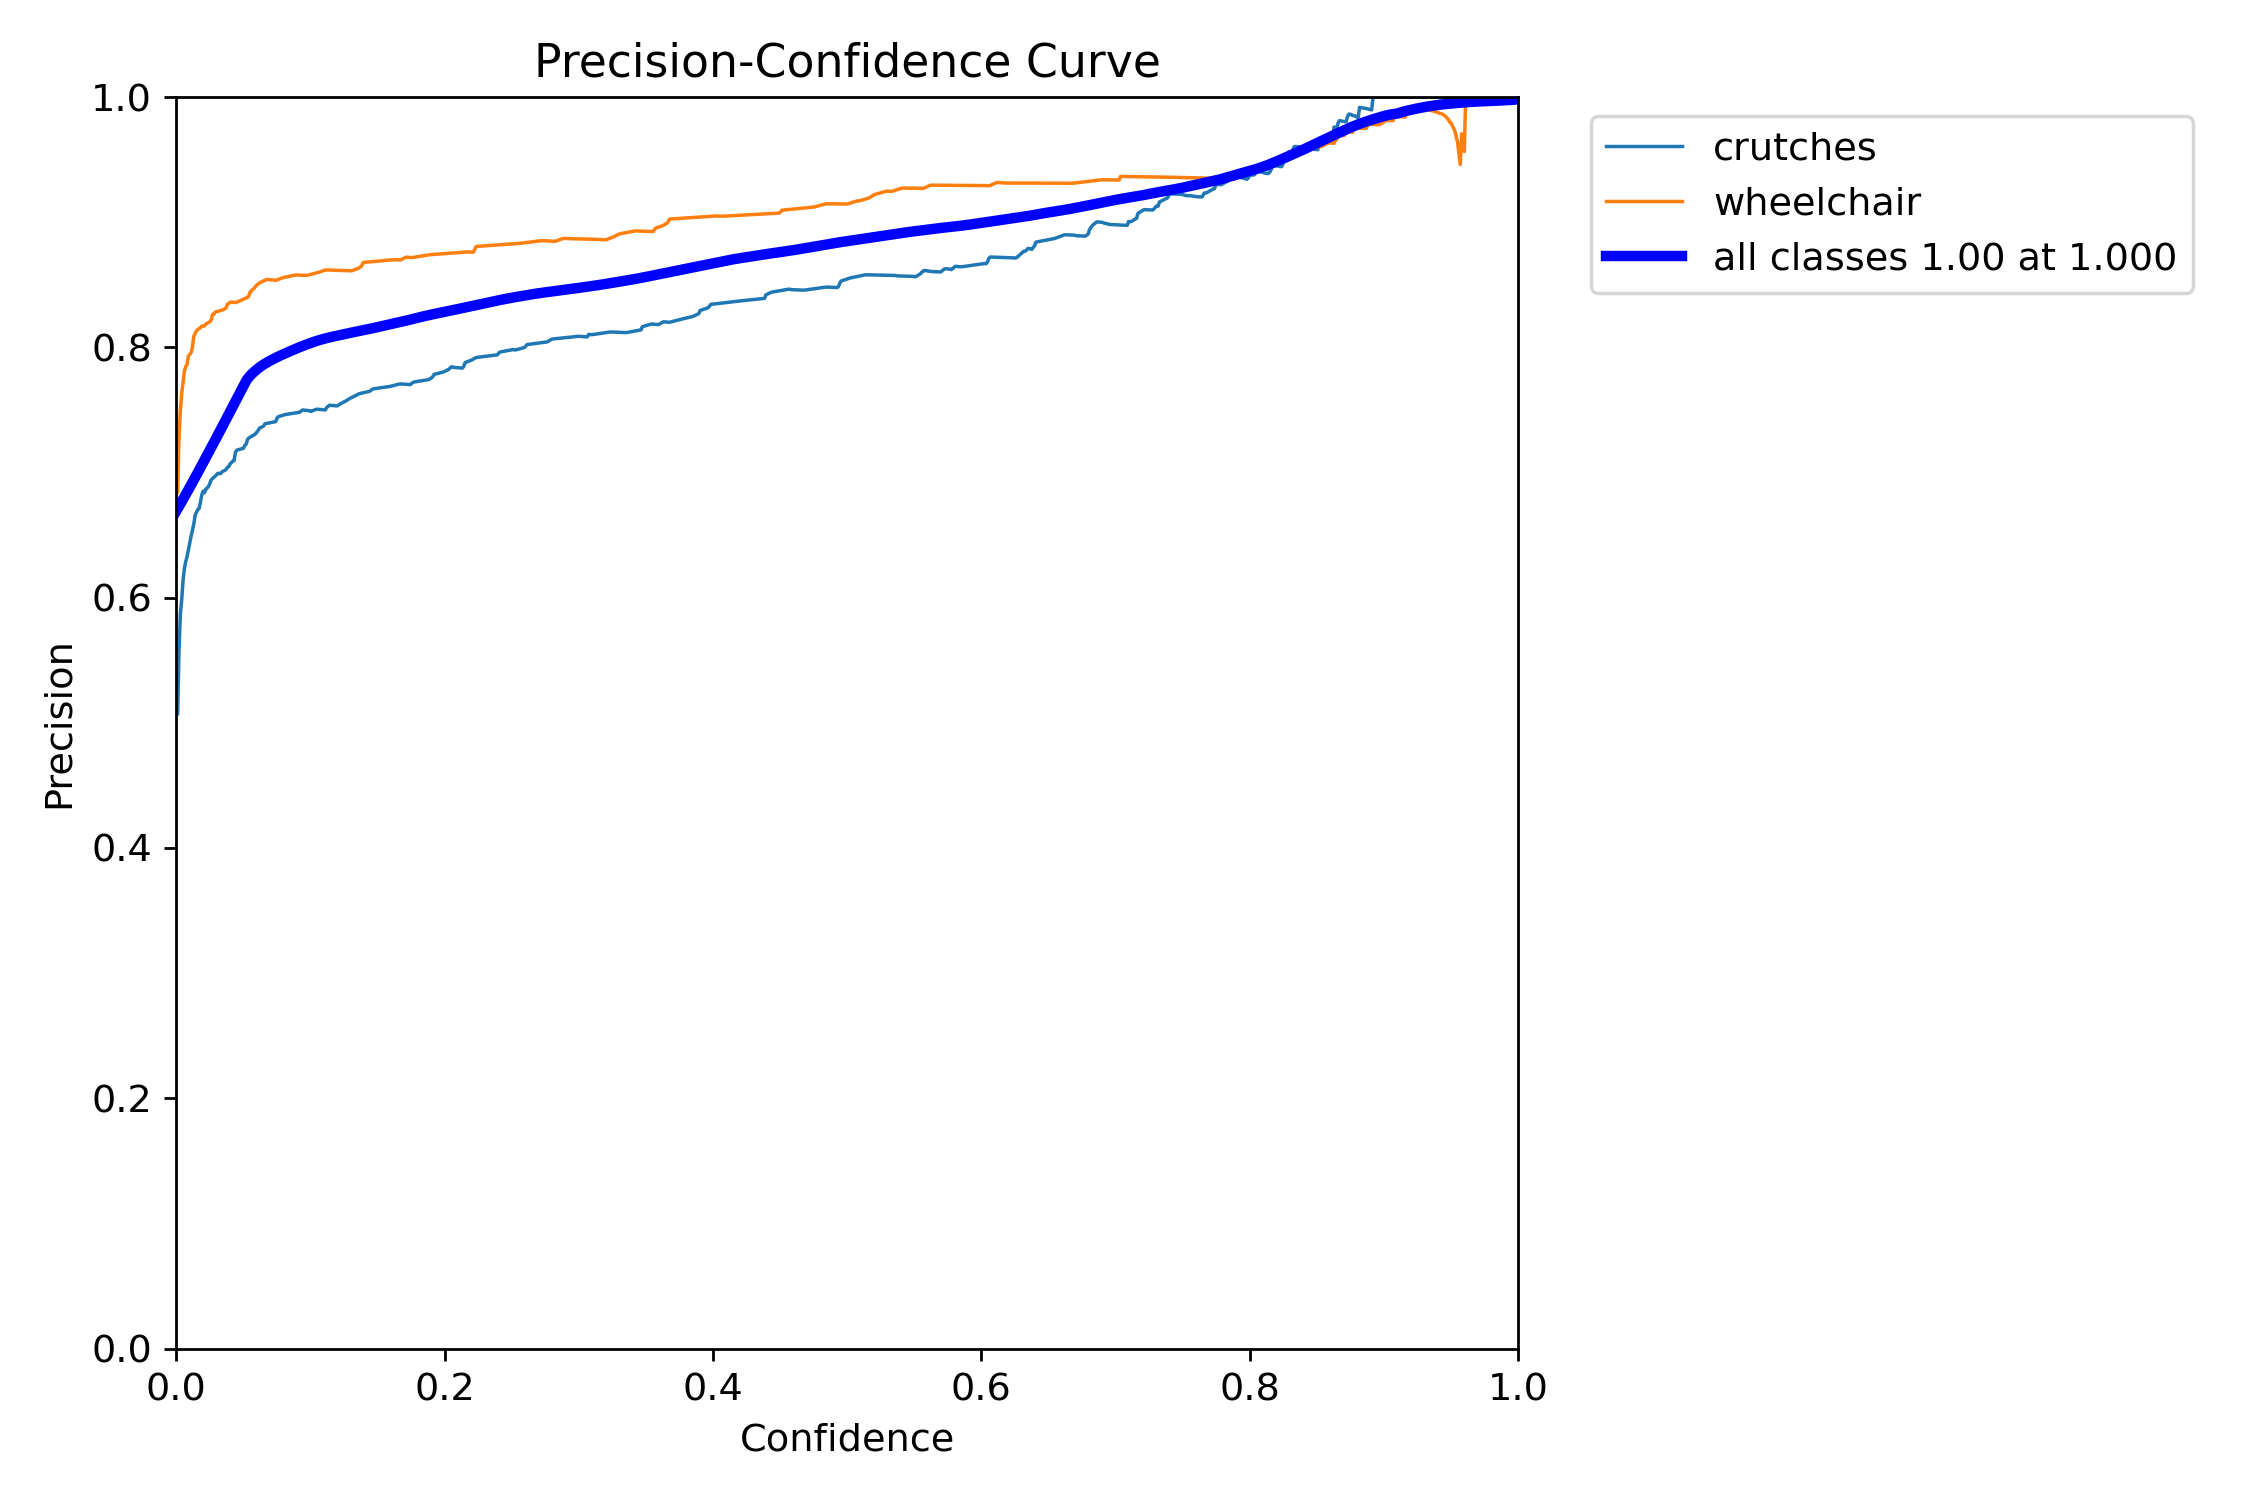 Precision-Confidence Curve
1.0
0.8
0.6
0.4
0.2
0.0
Precision
0.0 0.2 0.4 0.6 0.8 1.0
Confidence
crutches
wheelchair
all classes 1.00 at 1.000